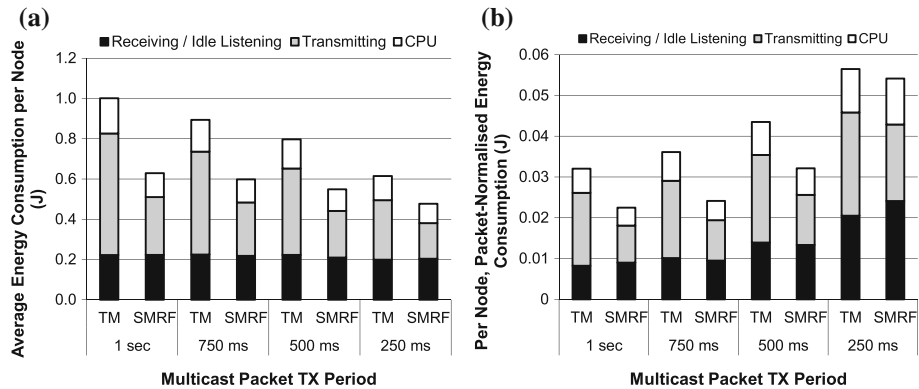 (a)
Receiving / Idle Listening Transmitting CPU
Average Energy Consumption per Node
(J)
1.2
1.0
0.8
0.6
0.4
0.2
0.0
TM SMRF TM SMRF TM SMRF TM SMRF
1 sec 750 ms 500 ms 250 ms
Multicast Packet TX Period
(b)
Receiving / Idle Listening Transmitting CPU
Per Node, Packet-Normalised Energy
Consumption (J)
0.06
0.05
0.04
0.03
0.02
0.01
0
TM SMRF TM SMRF TM SMRF TM SMRF
1 sec 750 ms 500 ms 250 ms
Multicast Packet TX Period